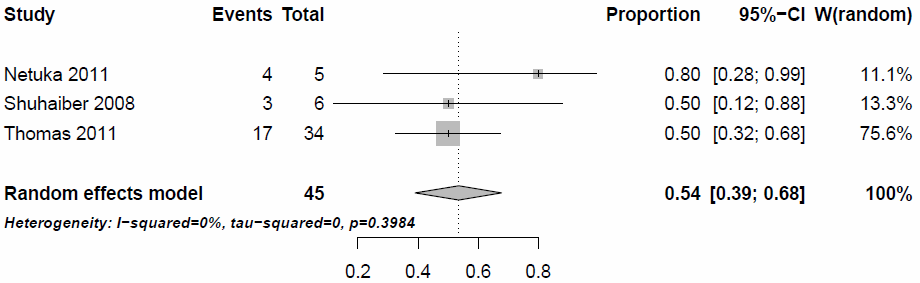 Study Events Total Proportion 95%−CI W(random)
Netuka 2011 4 5 0.80 [0.28; 0.99] 11.1%
Shuhaiber 2008 3 6 0.50 [0.12; 0.88] 13.3%
Thomas 2011 17 34 0.50 [0.32; 0.68] 75.6%
Random effects model 45 0.54 [0.39; 0.68] 100%
Heterogeneity: I−squared=0%, tau−squared=0, p=0.3984
0.2 0.4 0.6 0.8